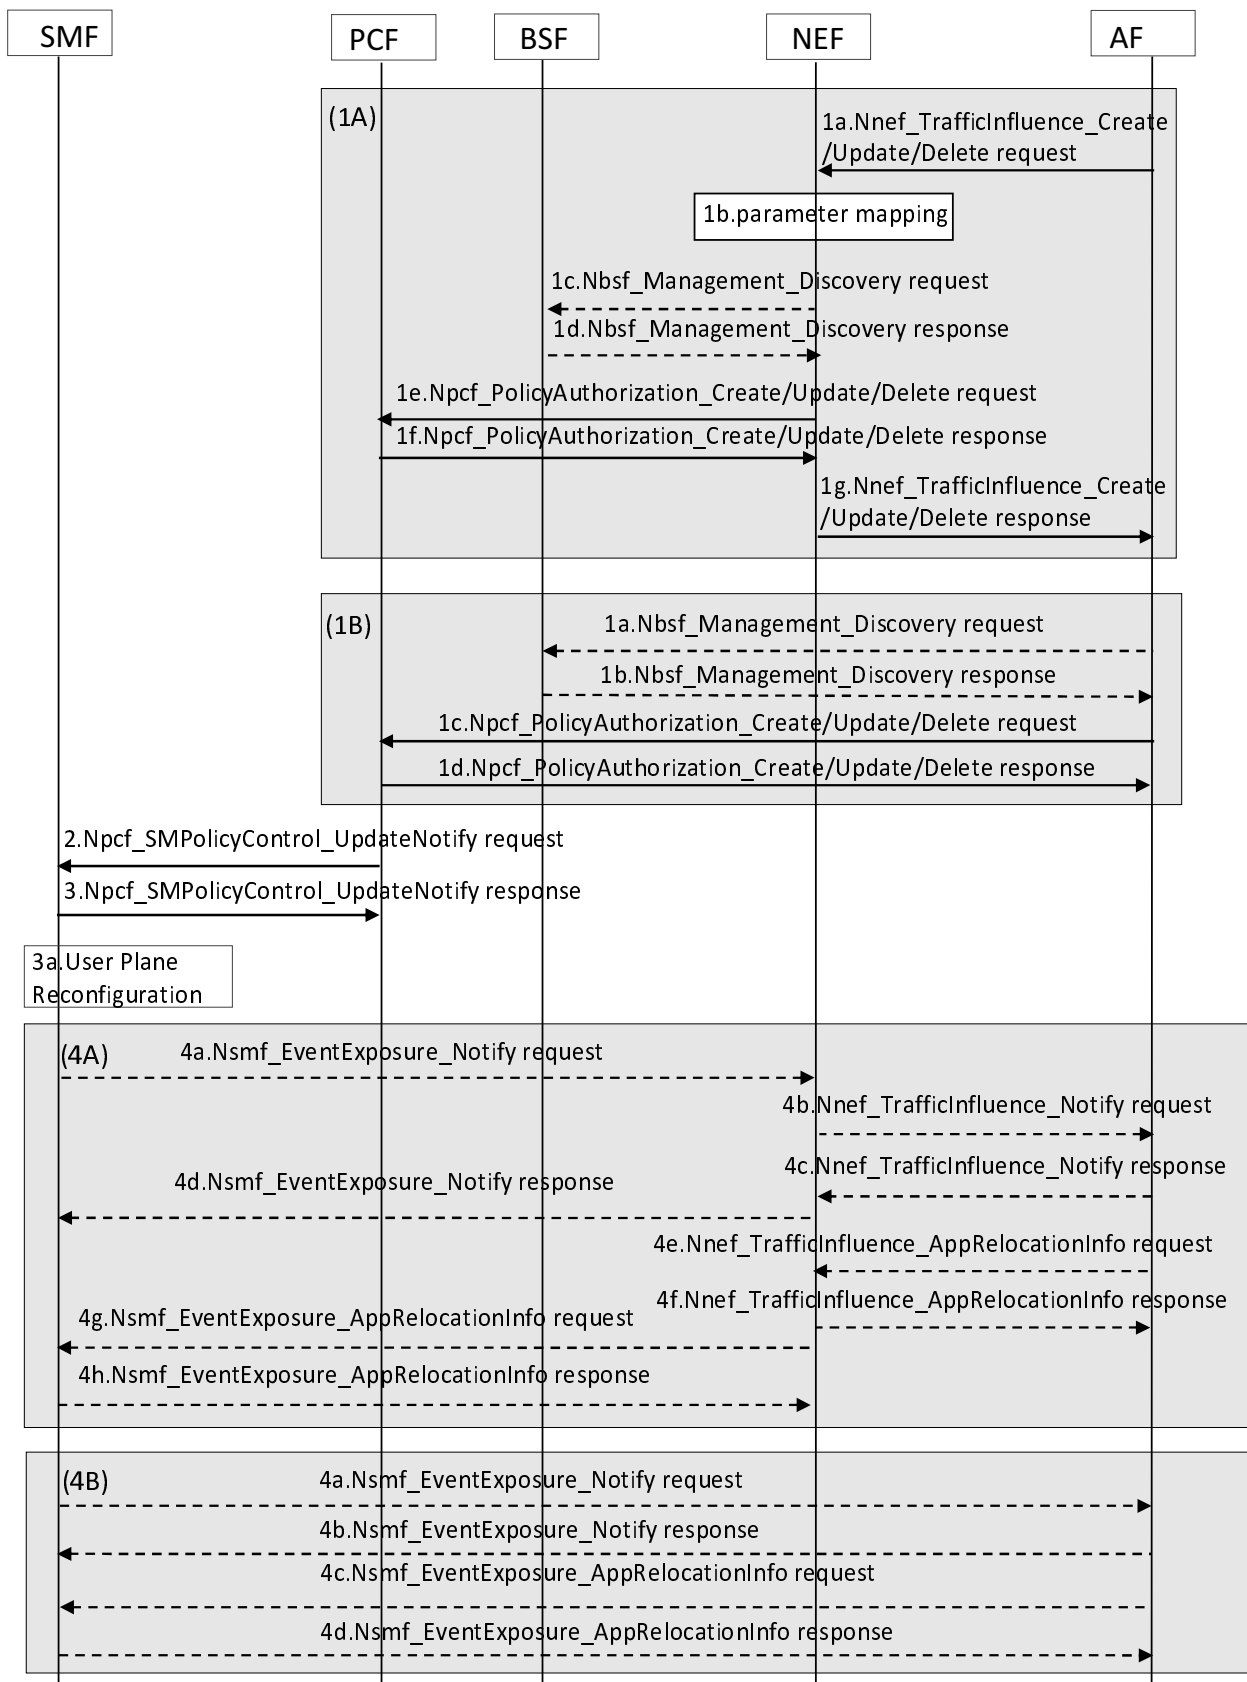 SMF
PCF
BSF
NEF
AF
(1A)
1a.Nnef_TrafficInfluence_Create
/Update/Delete request
1b.parameter mapping
1c.Nbsf_Management_Discovery request
1d.Nbsf_Management_Discovery response
1e.Npcf_PolicyAuthorization_Create/Update/Delete request
1f.Npcf_PolicyAuthorization_Create/Update/Delete response
1g.Nnef_TrafficInfluence_Create
/Update/Delete response
(1B)
1a.Nbsf_Management_Discovery request
1b.Nbsf_Management_Discovery response
1c.Npcf_PolicyAuthorization_Create/Update/Delete request
1d.Npcf_PolicyAuthorization_Create/Update/Delete response
2.Npcf_SMPolicyControl_UpdateNotify request
3.Npcf_SMPolicyControl_UpdateNotify response
3a.User Plane
Reconfiguration
(4A)
4a.Nsmf_EventExposure_Notify request
4b.Nnef_TrafficInfluence_Notify request
4c.Nnef_TrafficInfluence_Notify response
4d.Nsmf_EventExposure_Notify response
4e.Nnef_TrafficInfluence_AppRelocationInfo request
4f.Nnef_TrafficInfluence_AppRelocationInfo response
4g.Nsmf_EventExposure_AppRelocationInfo request
4h.Nsmf_EventExposure_AppRelocationInfo response
(4B)
4a.Nsmf_EventExposure_Notify request
4b.Nsmf_EventExposure_Notify response
4c.Nsmf_EventExposure_AppRelocationInfo request
4d.Nsmf_EventExposure_AppRelocationInfo response